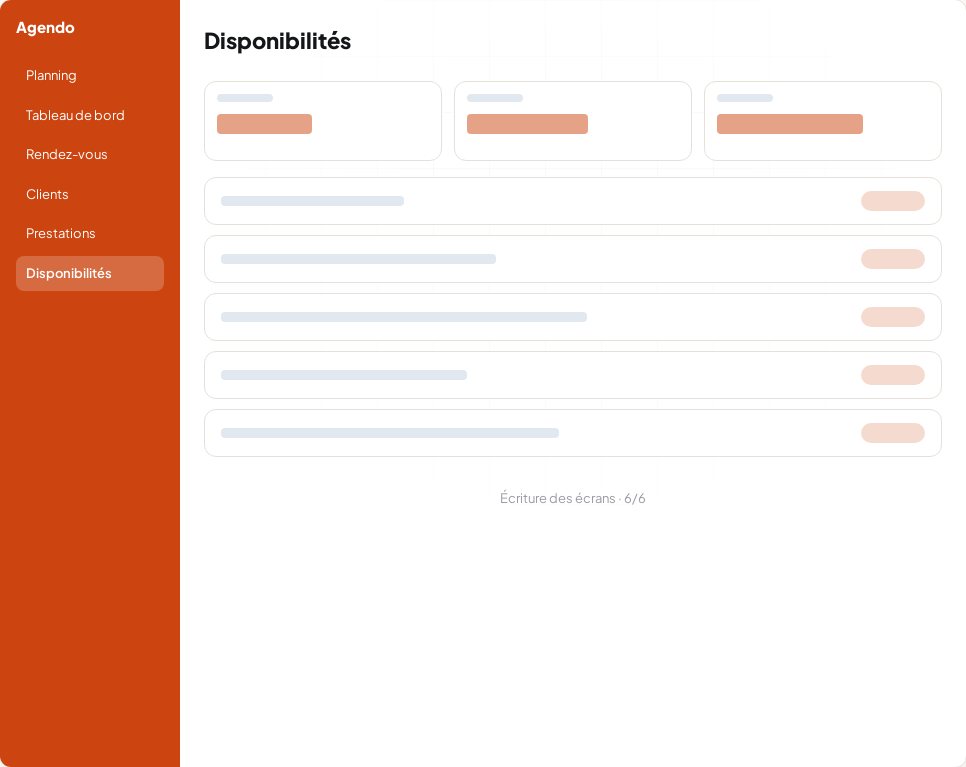 Agendo
Planning
Tableau de bord
Rendez-vous
Clients
Prestations
Disponibilités
Disponibilités
Écriture des écrans · 6/6